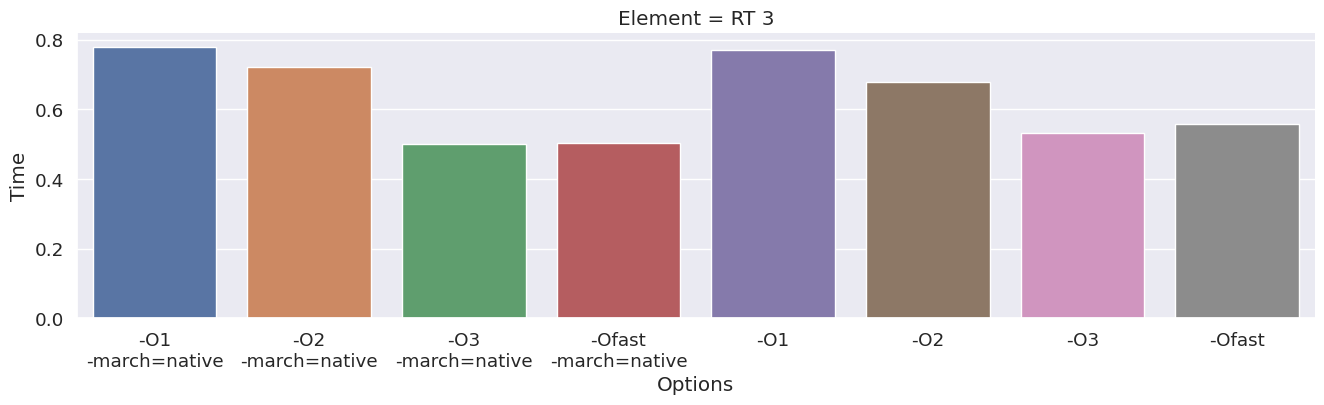 Element = RT 3
Time
0.8
0.6
0.4
0.2
0.0
-O1
-march=native
-O2
-march=native
-O3
-march=native
-Ofast
-march=native
-O1
-O2
-O3
-Ofast
Options